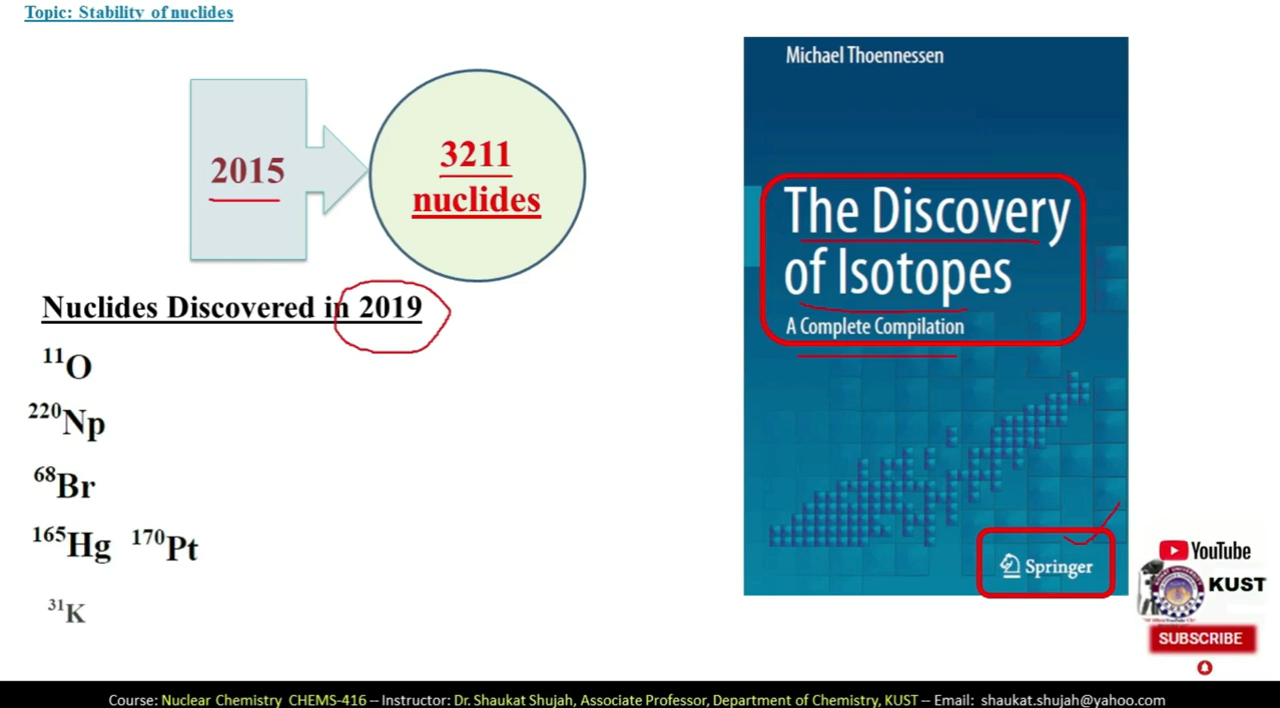 Topic: Stability of nuclides
2015
3211
nuclides
Nuclides Discovered in 2019
¹¹O
²²⁰Np
⁶⁸Br
¹⁶⁵Hg ¹⁷⁰Pt
³¹K
Michael Thoennessen
The Discovery
of Isotopes
A Complete Compilation
Springer
YouTube
KUST
SUBSCRIBE
Course: Nuclear Chemistry CHEMS-416 -- Instructor: Dr. Shaukat Shujah, Associate Professor, Department of Chemistry, KUST -- Email: shaukat.shujah@yahoo.com